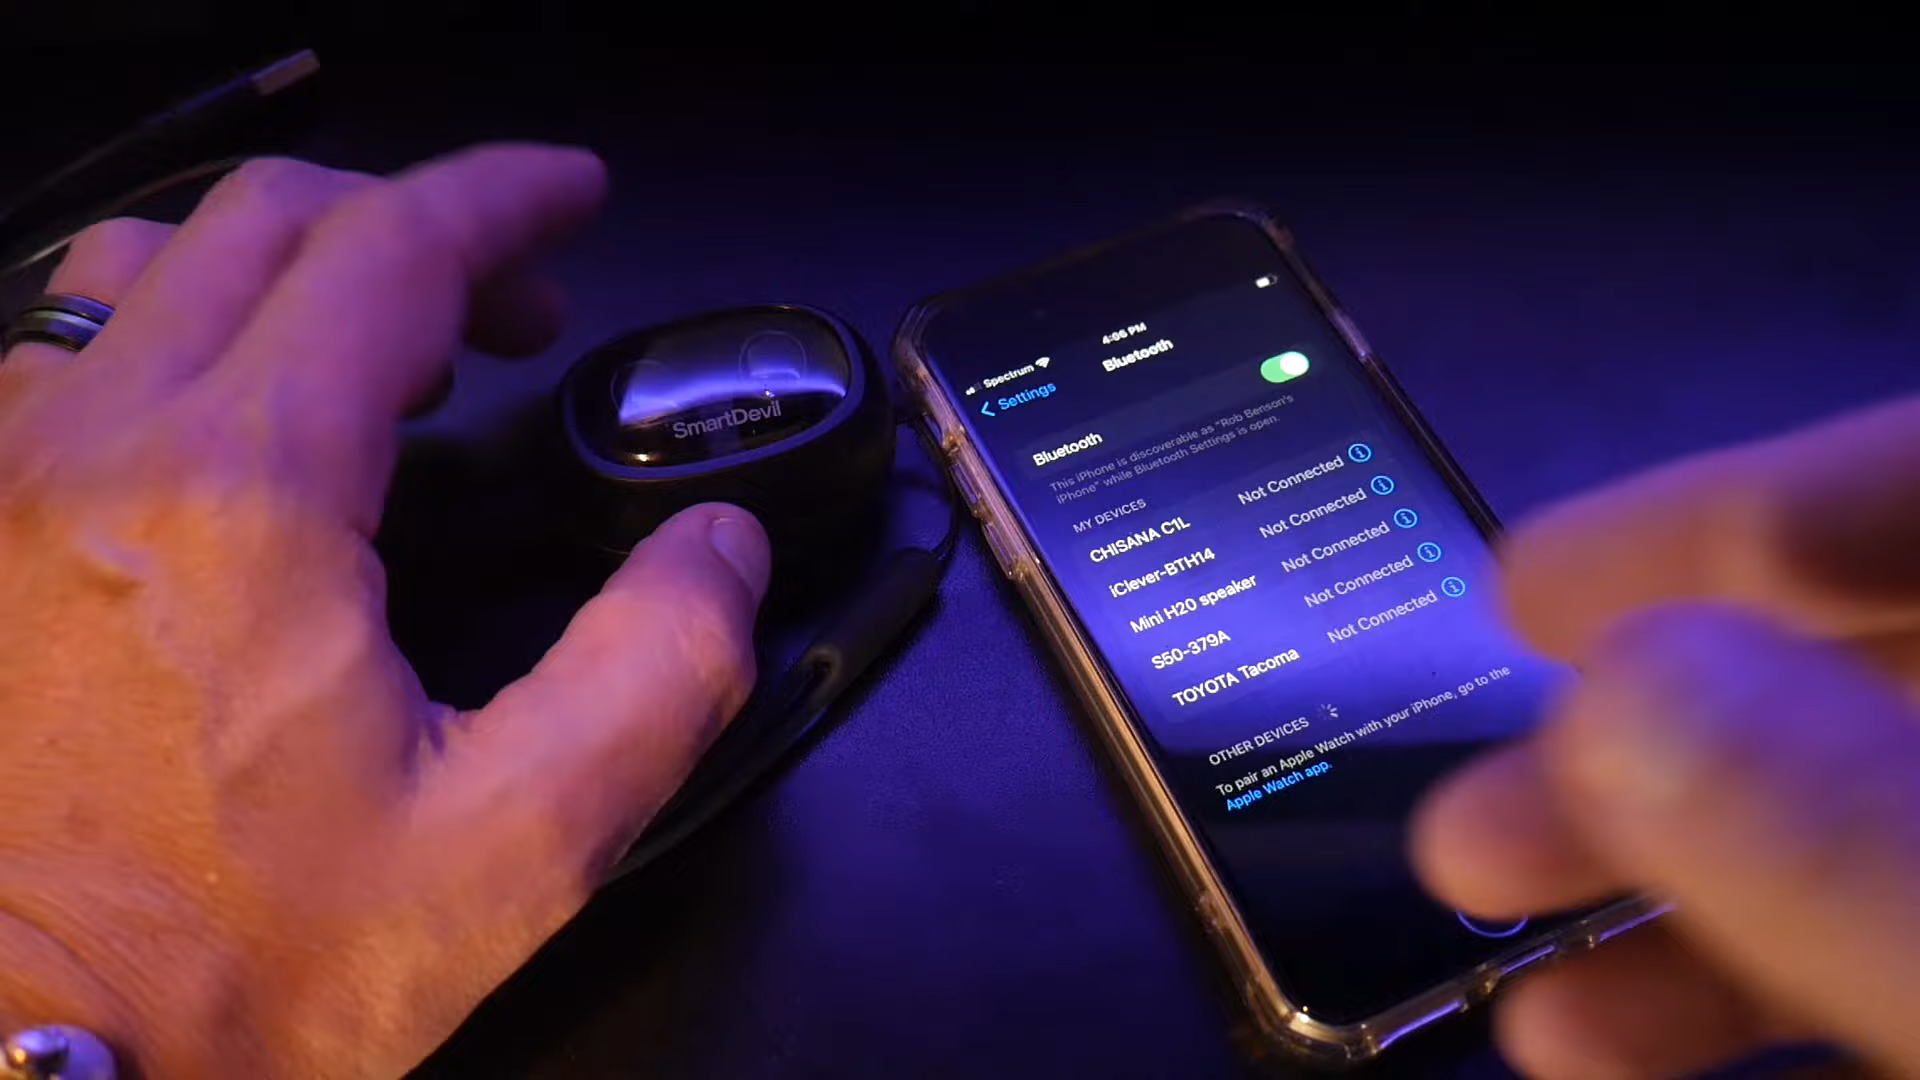 SmartDevil
Spectrum
4:06 PM
Settings
Bluetooth
Bluetooth
This iPhone is discoverable as "Rob Benson's
iPhone" while Bluetooth Settings is open.
MY DEVICES
CHISANA C1L Not Connected
iClever-BTH14 Not Connected
Mini H20 speaker Not Connected
S50-379A Not Connected
TOYOTA Tacoma Not Connected
OTHER DEVICES
To pair an Apple Watch with your iPhone, go to the
Apple Watch app.